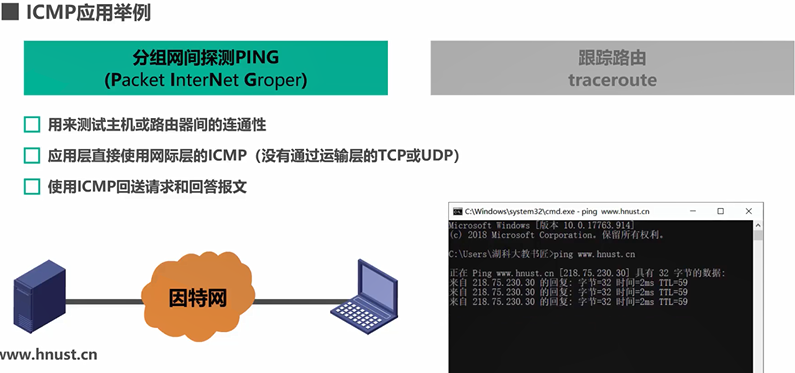 ICMP应用举例
分组网间探测PING
(Packet InterNet Groper)
跟踪路由
traceroute
用来测试主机或路由器间的连通性
应用层直接使用网际层的ICMP（没有通过运输层的TCP或UDP）
使用ICMP回送请求和回答报文
因特网
www.hnust.cn
C:\Windows\system32\cmd.exe - ping www.hnust.cn
Microsoft Windows [版本 10.0.17763.914]
(c) 2018 Microsoft Corporation。保留所有权利。
C:\Users\湖科大教书匠>ping www.hnust.cn
正在 Ping www.hnust.cn [218.75.230.30] 具有 32 字节的数据:
来自 218.75.230.30 的回复: 字节=32 时间=2ms TTL=59
来自 218.75.230.30 的回复: 字节=32 时间=2ms TTL=59
来自 218.75.230.30 的回复: 字节=32 时间=2ms TTL=59